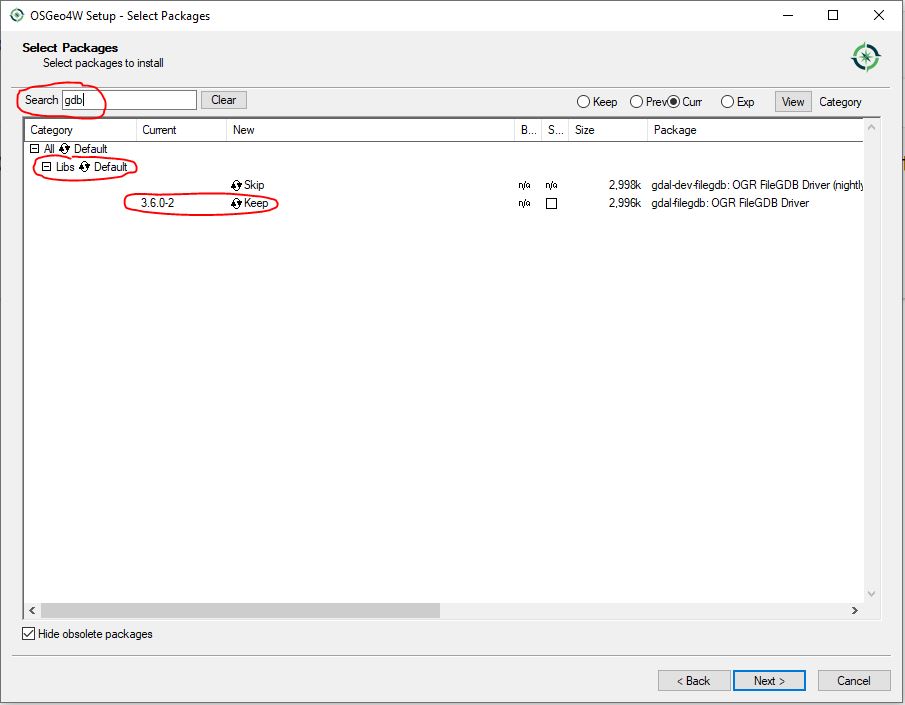 OSGeo4W Setup - Select Packages
Select Packages
Select packages to install
Search gdb Clear Keep Prev Curr Exp View Category
Category Current New B... S... Size Package
All Default
Libs Default
Skip n/a n/a 2,998k gdal-dev-filegdb: OGR FileGDB Driver (nightly
3.6.0-2 Keep n/a 2,996k gdal-filegdb: OGR FileGDB Driver
Hide obsolete packages
< Back Next > Cancel